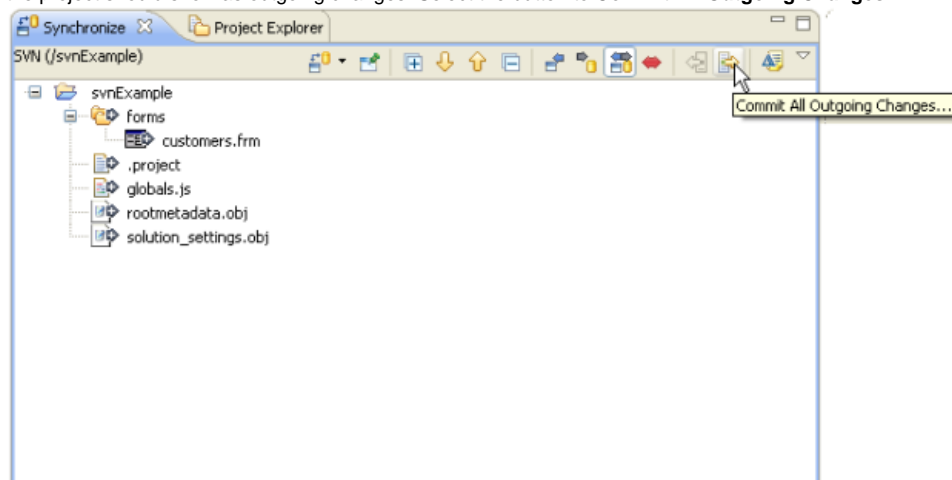 Synchronize Project Explorer
SVN (/svnExample)
svnExample
Commit All Outgoing Changes...
forms
customers.frm
.project
globals.js
rootmetadata.obj
solution_settings.obj